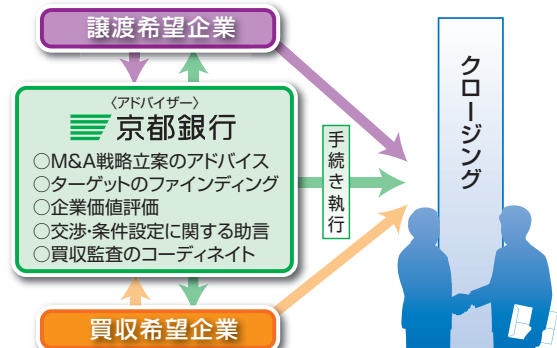 譲渡希望企業
〈アドバイザー〉
京都銀行
○M&A戦略立案のアドバイス
○ターゲットのファインディング
○企業価値評価
○交渉・条件設定に関する助言
○買収監査のコーディネイト
手続き執行
クロージング
買収希望企業